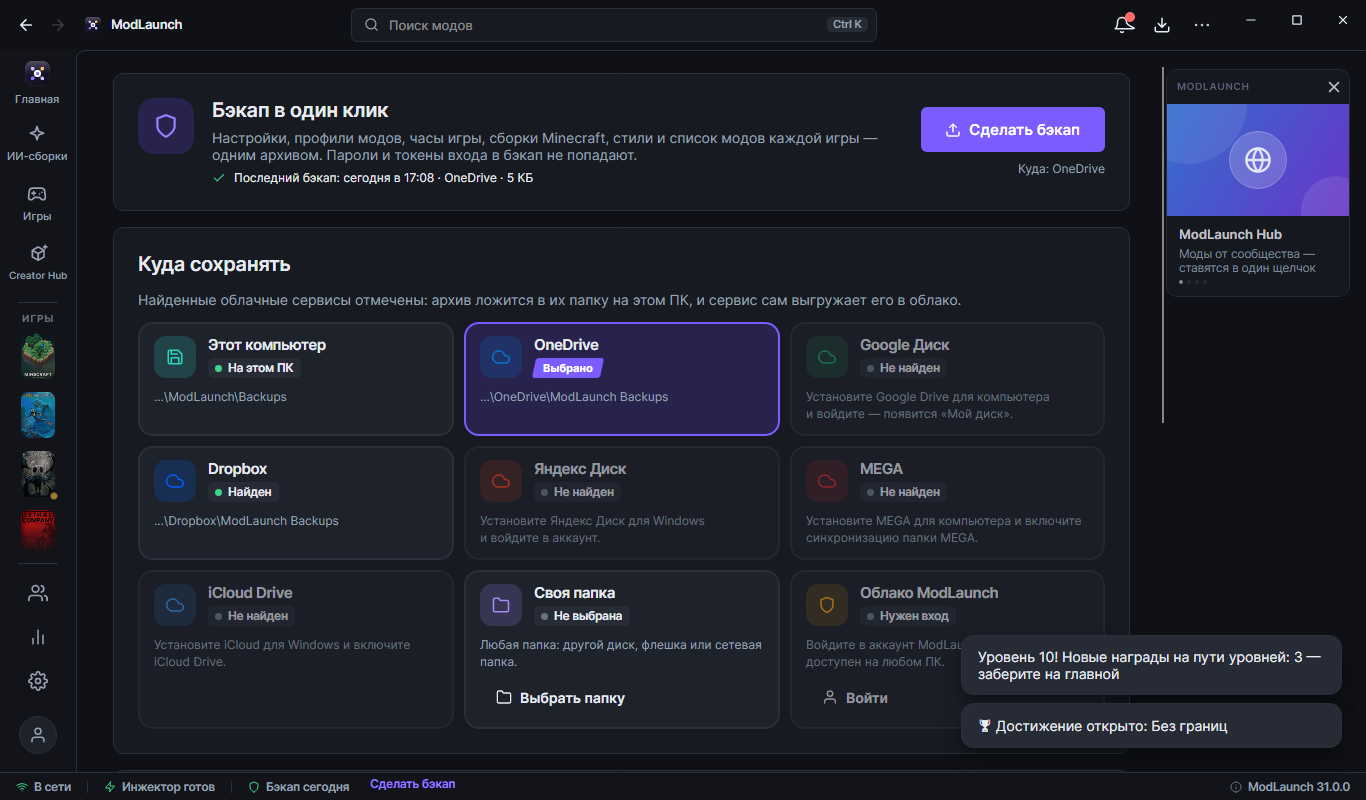 ModLaunch
Поиск модов
Ctrl K
Главная
ИИ-сборки
Игры
Creator Hub
ИГРЫ
MINECRAFT
LETHAL
COMPANY
Бэкап в один клик
Настройки, профили модов, часы игры, сборки Minecraft, стили и список модов каждой игры —
одним архивом. Пароли и токены входа в бэкап не попадают.
Последний бэкап: сегодня в 17:08 · OneDrive · 5 КБ
Сделать бэкап
Куда: OneDrive
Куда сохранять
Найденные облачные сервисы отмечены: архив ложится в их папку на этом ПК, и сервис сам выгружает его в облако.
Этот компьютер
На этом ПК
...\ModLaunch\Backups
OneDrive
Выбрано
...\OneDrive\ModLaunch Backups
Google Диск
Не найден
Установите Google Drive для компьютера
и войдите — появится «Мой диск».
Dropbox
Найден
...\Dropbox\ModLaunch Backups
Яндекс Диск
Не найден
Установите Яндекс Диск для Windows
и войдите в аккаунт.
MEGA
Не найден
Установите MEGA для компьютера и включите
синхронизацию папки MEGA.
iCloud Drive
Не найден
Установите iCloud для Windows и включите
iCloud Drive.
Своя папка
Не выбрана
Любая папка: другой диск, флешка или сетевая
папка.
Выбрать папку
Облако ModLaunch
Нужен вход
Войдите в аккаунт ModLau
доступен на любом ПК.
Войти
MODLAUNCH
ModLaunch Hub
Моды от сообщества —
ставятся в один щелчок
Уровень 10! Новые награды на пути уровней: 3 —
заберите на главной
Достижение открыто: Без границ
В сети
Инжектор готов
Бэкап сегодня
Сделать бэкап
ModLaunch 31.0.0